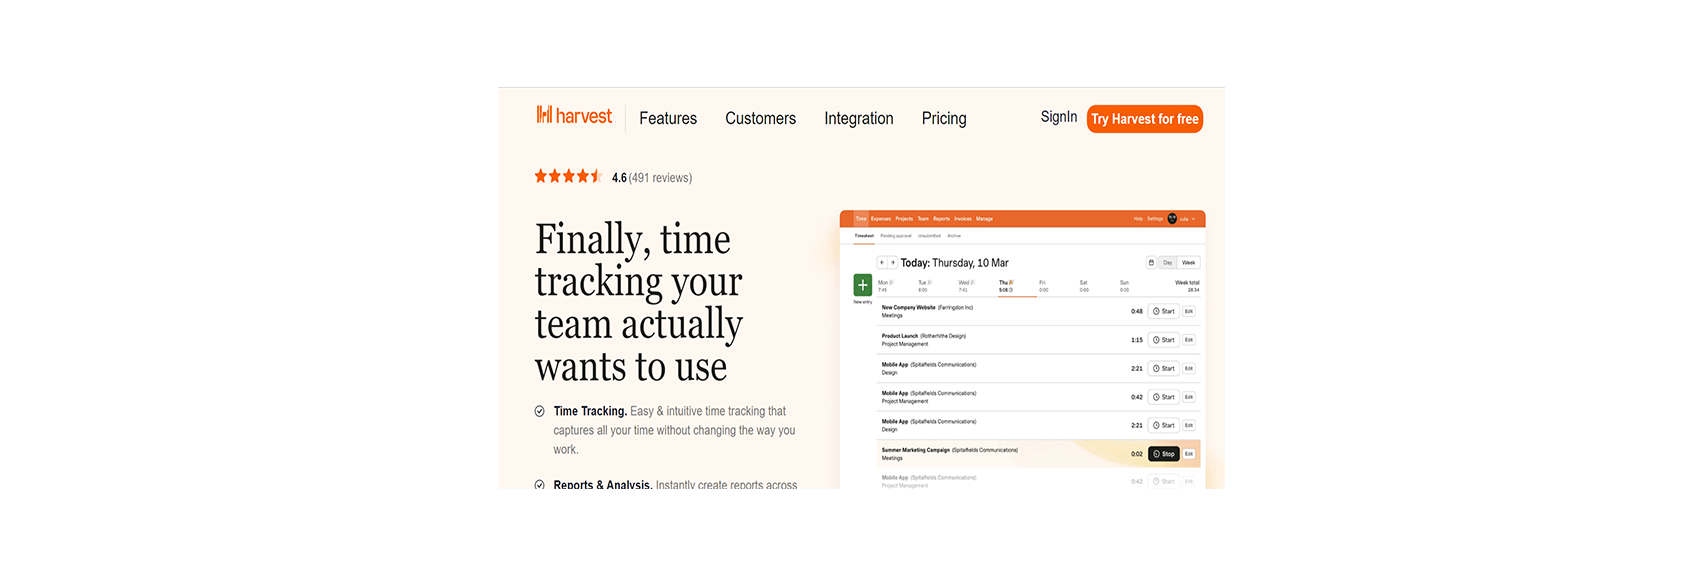 harvest
Features Customers Integration Pricing
SignIn Try Harvest for free
4.6 (491 reviews)
Finally, time
tracking your
team actually
wants to use
Time Tracking. Easy & intuitive time tracking that
captures all your time without changing the way you
work.
Reports & Analysis. Instantly create reports across
Time Expenses Projects Team Reports Invoices Manage
Help Settings Julia
Timesheet Pending approval Unsubmitted Archive
Today: Thursday, 10 Mar
Day Week
New entry
Mon Tue Wed Thu Fri Sat Sun Week total
7:45 8:00 7:41 5:08 0:00 0:00 0:00 28:34
New Company Website (Farringdon Inc)
Meetings
0:48 Start Edit
Product Launch (Rotherhithe Design)
Project Management
1:15 Start Edit
Mobile App (Spitalfields Communications)
Design
2:21 Start Edit
Mobile App (Spitalfields Communications)
Project Management
0:42 Start Edit
Mobile App (Spitalfields Communications)
Design
2:21 Start Edit
Summer Marketing Campaign (Spitalfields Communications)
Meetings
0:02 Stop Edit
Mobile App (Spitalfields Communications)
Project Management
0:42 Start Edit